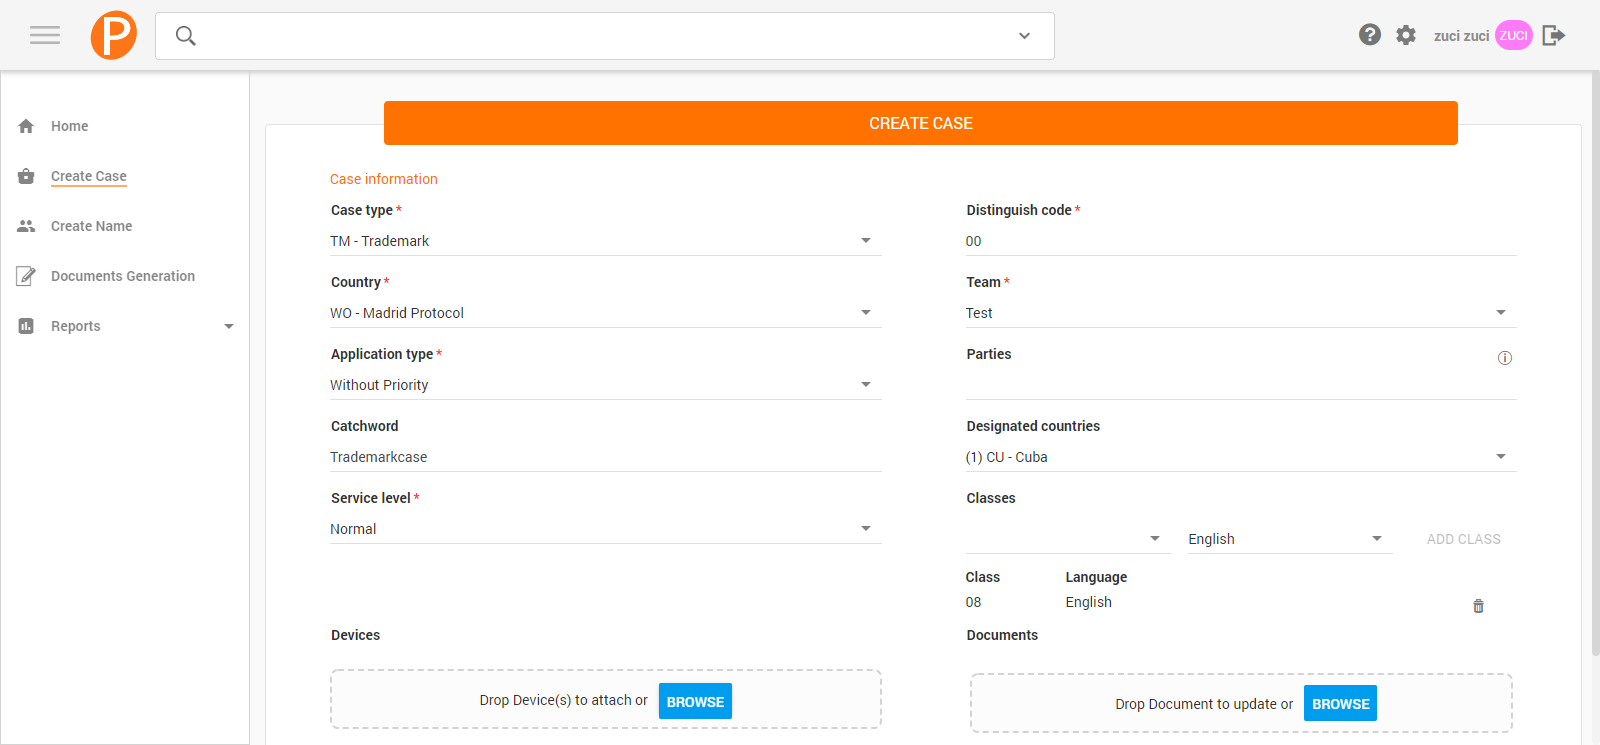 P
zuci zuci ZUCI
Home
Create Case
Create Name
Documents Generation
Reports
CREATE CASE
Case information
Case type *
TM - Trademark
Distinguish code *
00
Country *
WO - Madrid Protocol
Team *
Test
Application type *
Without Priority
Parties
Catchword
Trademarkcase
Designated countries
(1) CU - Cuba
Service level *
Normal
Classes
English ADD CLASS
Class Language
08 English
Devices
Drop Device(s) to attach or BROWSE
Documents
Drop Document to update or BROWSE